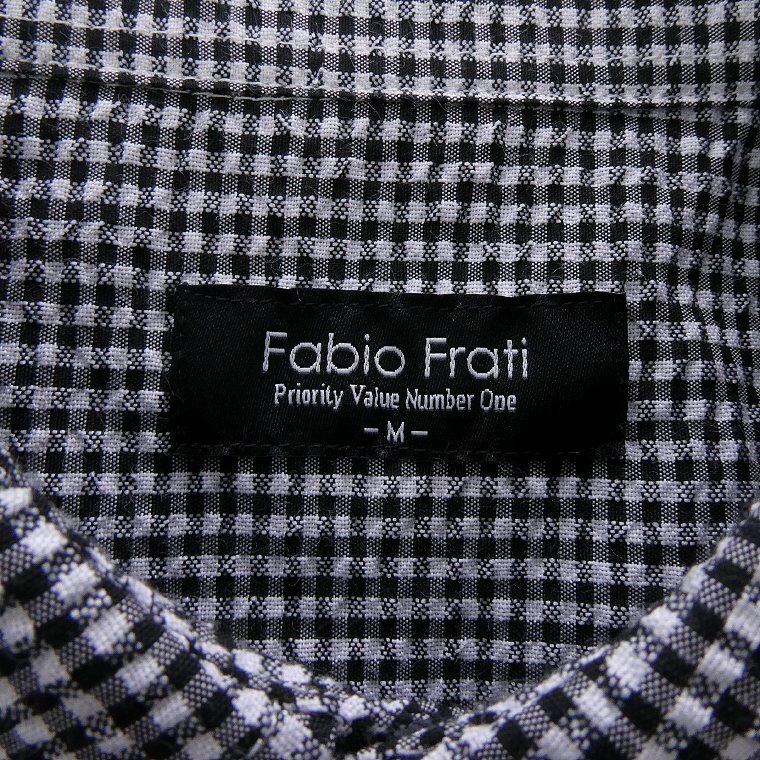 Fabio Frati
Priority Value Number One
-M-